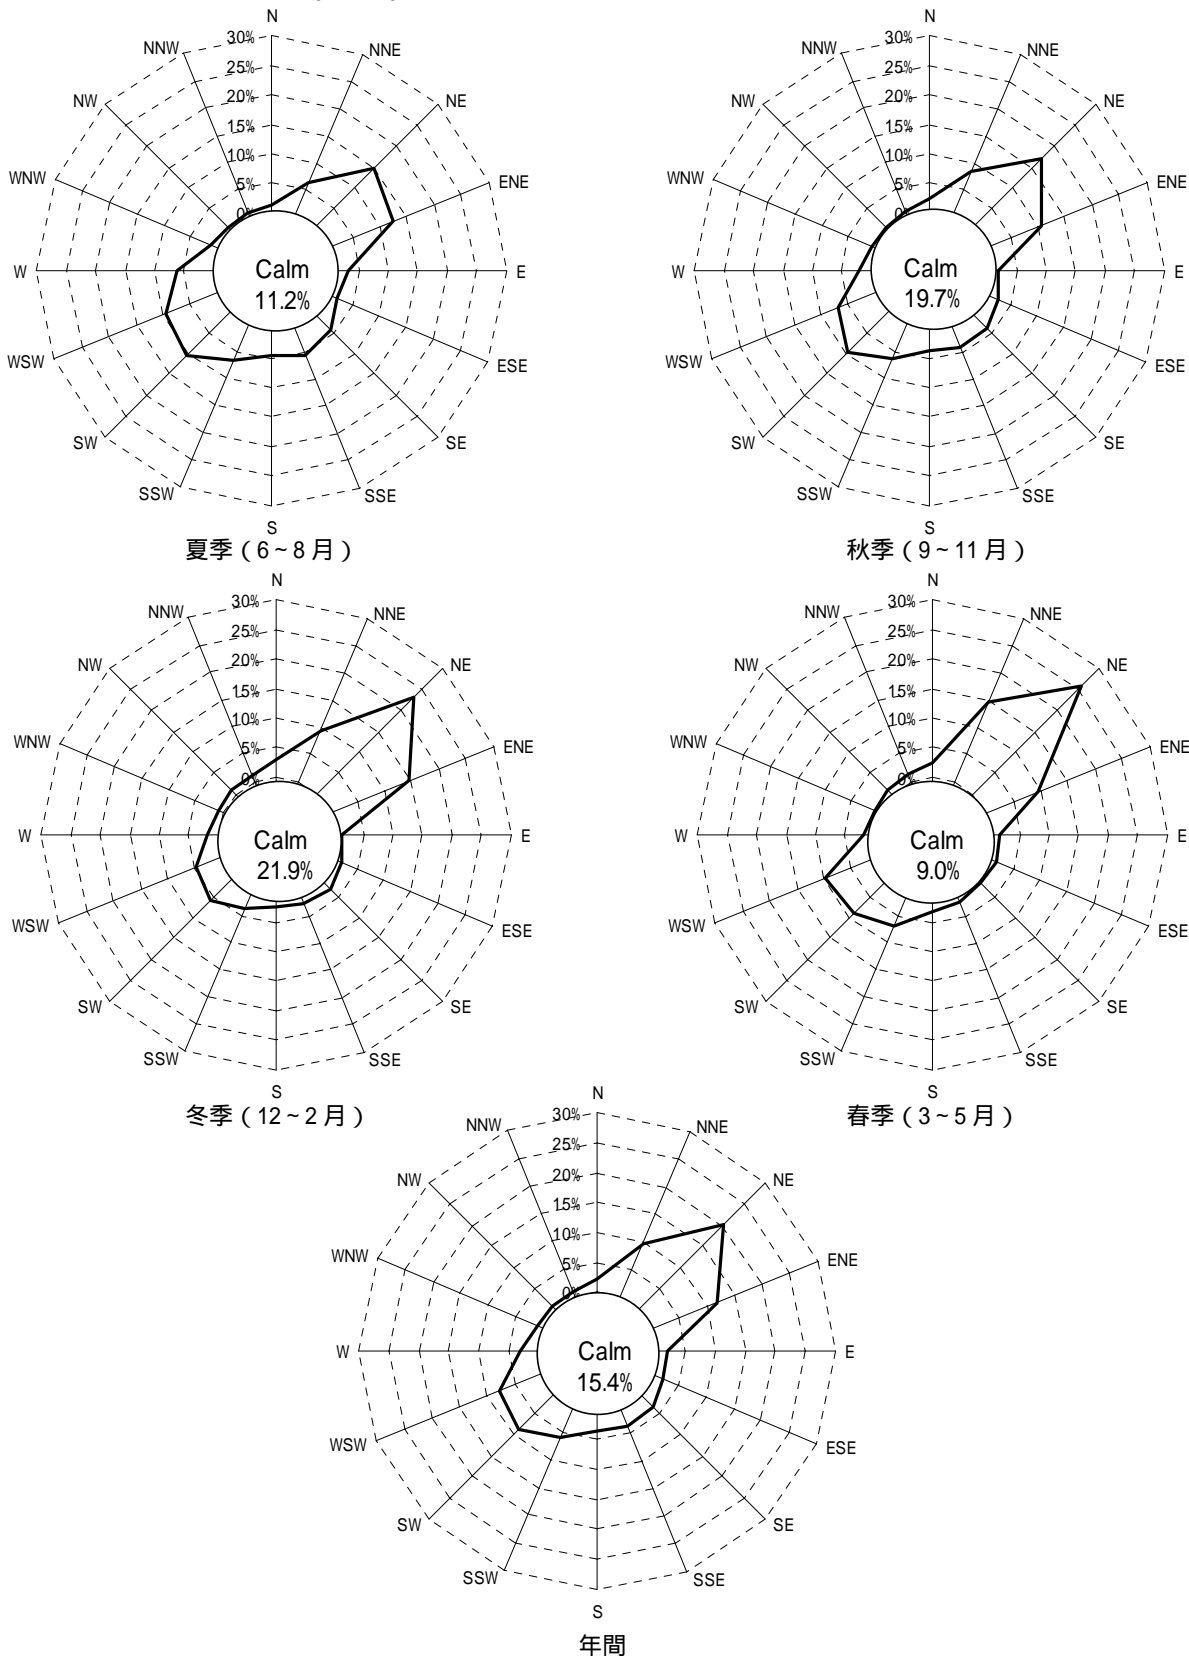 N
30%
25%
20%
15%
10%
5%
0%
NNE
NE
ENE
E
ESE
SE
SSE
S
SSW
SW
WSW
W
WNW
NW
NNW
Calm
11.2%
夏季（6～8月）
N
30%
25%
20%
15%
10%
5%
0%
NNE
NE
ENE
E
ESE
SE
SSE
S
SSW
SW
WSW
W
WNW
NW
NNW
Calm
19.7%
秋季（9～11月）
N
30%
25%
20%
15%
10%
5%
0%
NNE
NE
ENE
E
ESE
SE
SSE
S
SSW
SW
WSW
W
WNW
NW
NNW
Calm
21.9%
冬季（12～2月）
N
30%
25%
20%
15%
10%
5%
0%
NNE
NE
ENE
E
ESE
SE
SSE
S
SSW
SW
WSW
W
WNW
NW
NNW
Calm
9.0%
春季（3～5月）
N
30%
25%
20%
15%
10%
5%
0%
NNE
NE
ENE
E
ESE
SE
SSE
S
SSW
SW
WSW
W
WNW
NW
NNW
Calm
15.4%
年間